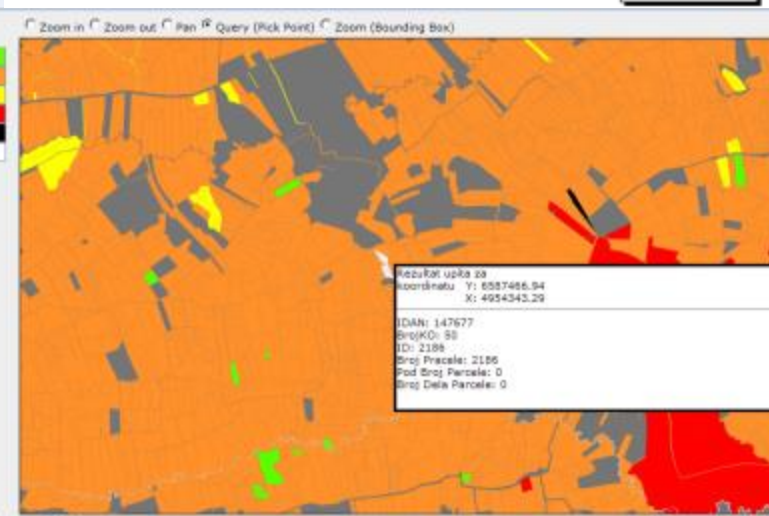 Zoom in Zoom out Pan Query (Pick Point) Zoom (Bounding Box)
Rezultat upita za
koordinatu Y: 6587466.94
X: 4954343.29
IDAN: 147677
BrojKO: 50
ID: 2186
Broj Pracele: 2186
Pod Broj Parcele: 0
Broj Dela Parcele: 0